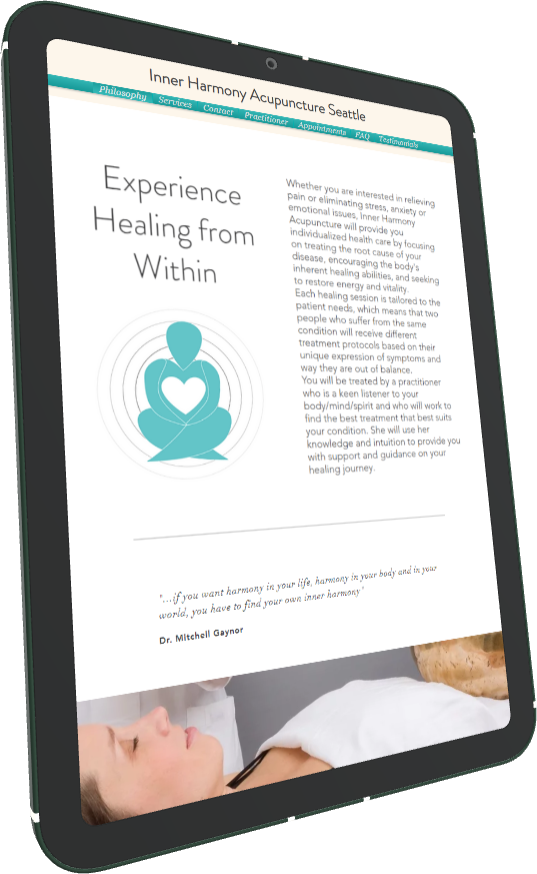 Inner Harmony Acupuncture Seattle
Philosophy Services Contact Practitioner Appointments FAQ Testimonials
Experience
Healing from
Within
Whether you are interested in relieving
pain or eliminating stress, anxiety or
emotional issues, Inner Harmony
Acupuncture will provide you
individualized health care by focusing
on treating the root cause of your
disease, encouraging the body's
inherent healing abilities, and seeking
to restore energy and vitality.
Each healing session is tailored to the
patient needs, which means that two
people who suffer from the same
condition will receive different
treatment protocols based on their
unique expression of symptoms and
way they are out of balance.
You will be treated by a practitioner
who is a keen listener to your
body/mind/spirit and who will work to
find the best treatment that best suits
your condition. She will use her
knowledge and intuition to provide you
with support and guidance on your
healing journey.
"...if you want harmony in your life, harmony in your body and in your
world, you have to find your own inner harmony"
Dr. Mitchell Gaynor